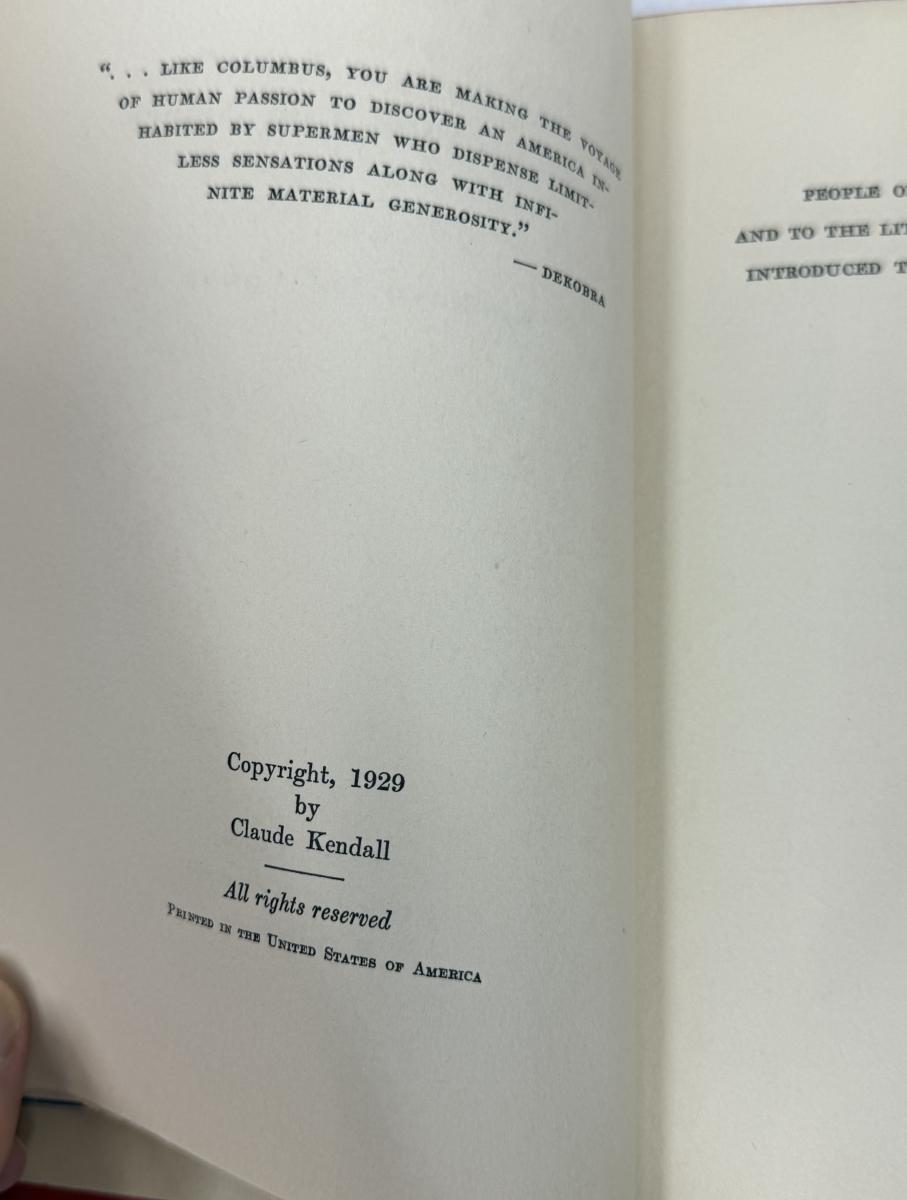 “. . . LIKE COLUMBUS, YOU ARE MAKING THE VOYAGE
OF HUMAN PASSION TO DISCOVER AN AMERICA IN-
HABITED BY SUPERMEN WHO DISPENSE LIMIT-
LESS SENSATIONS ALONG WITH INFI-
NITE MATERIAL GENEROSITY.”
— DEKOBRA
Copyright, 1929
by
Claude Kendall
All rights reserved
PRINTED IN THE UNITED STATES OF AMERICA
PEOPLE
AND TO THE
INTRODUCED